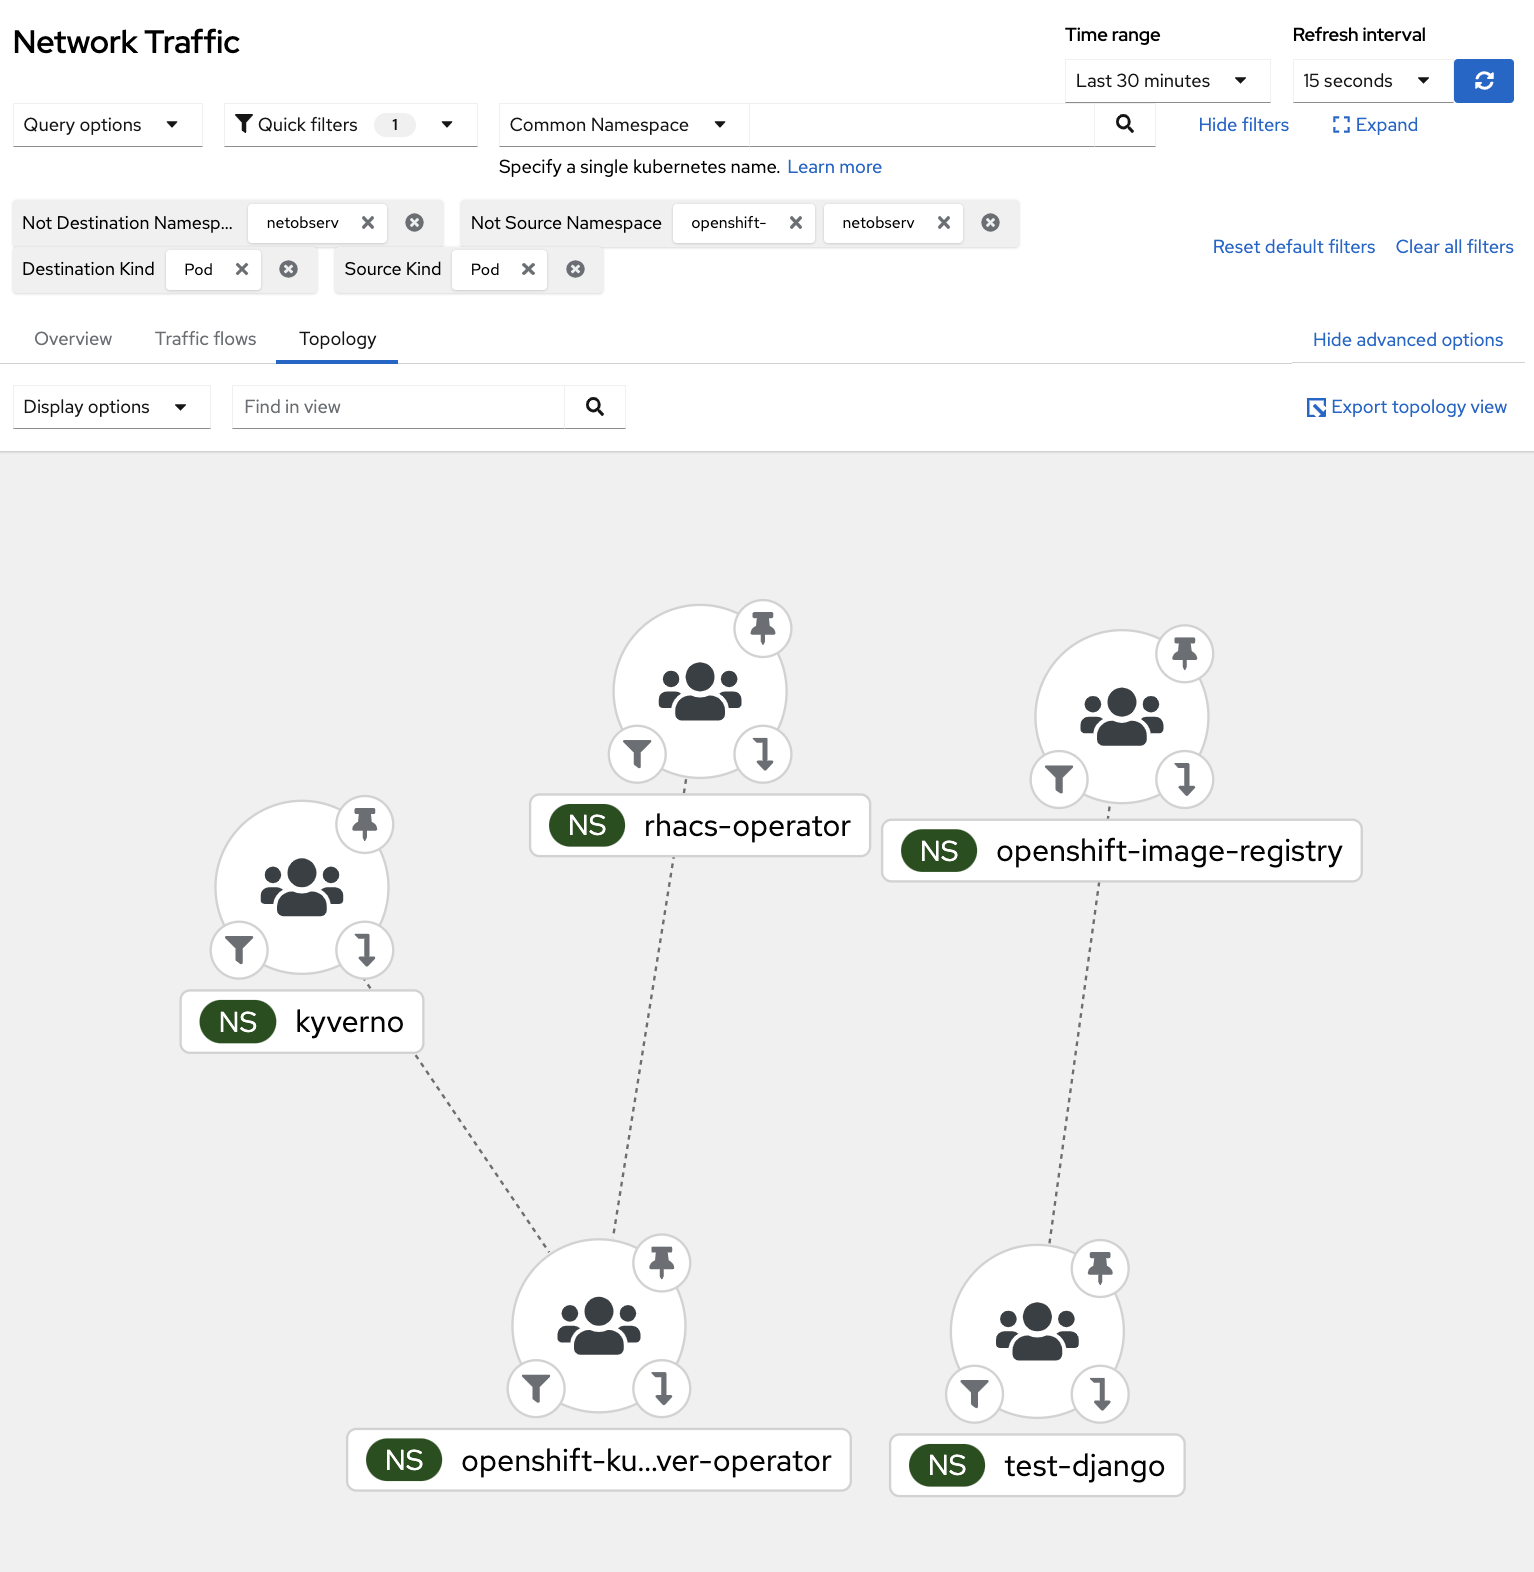 Network Traffic
Time range
Refresh interval
Last 30 minutes
15 seconds
Query options
Quick filters 1
Common Namespace
Hide filters
Expand
Specify a single kubernetes name. Learn more
Not Destination Namesp... netobserv
Not Source Namespace openshift- netobserv
Destination Kind Pod
Source Kind Pod
Reset default filters
Clear all filters
Overview
Traffic flows
Topology
Hide advanced options
Display options
Find in view
Export topology view
NS rhacs-operator
NS openshift-image-registry
NS kyverno
NS openshift-ku...ver-operator
NS test-django